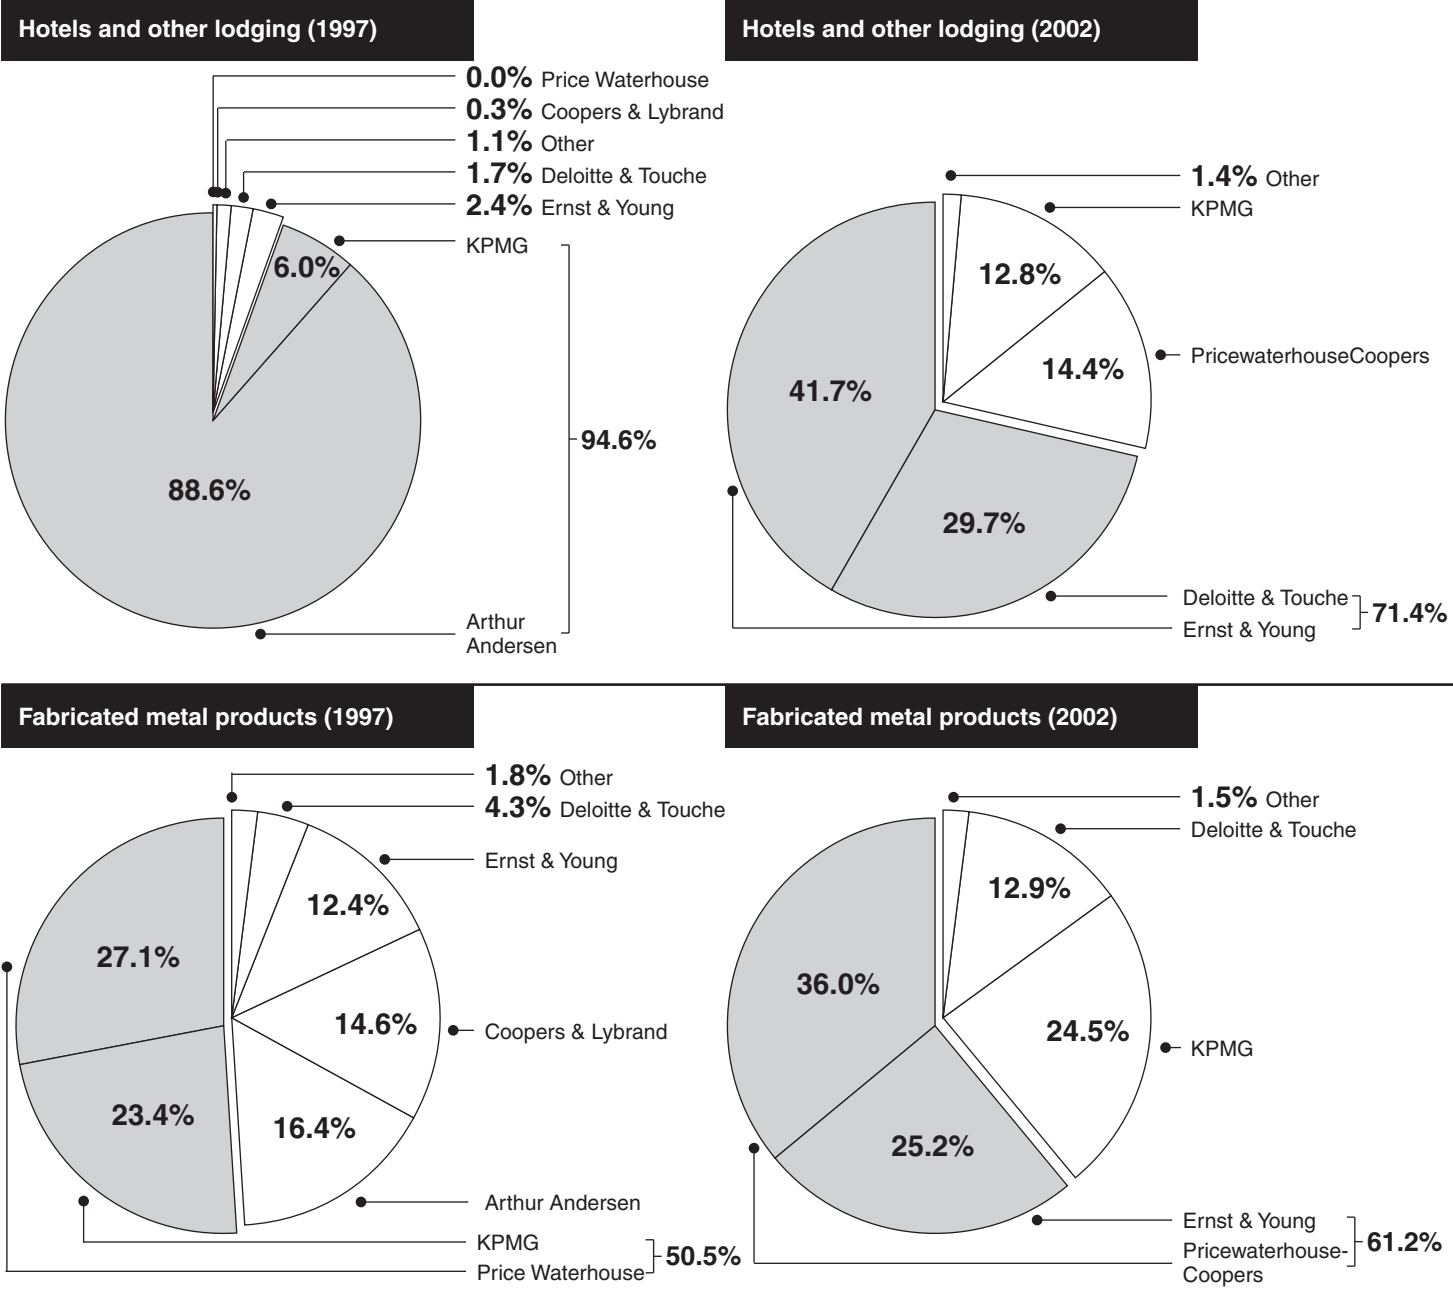 Hotels and other lodging (1997)
0.0% Price Waterhouse
0.3% Coopers & Lybrand
1.1% Other
1.7% Deloitte & Touche
2.4% Ernst & Young
KPMG
6.0%
94.6%
88.6%
Arthur
Andersen
Hotels and other lodging (2002)
1.4% Other
KPMG
12.8%
PricewaterhouseCoopers
14.4%
41.7%
29.7%
Deloitte & Touche
71.4%
Ernst & Young
Fabricated metal products (1997)
1.8% Other
4.3% Deloitte & Touche
Ernst & Young
12.4%
27.1%
14.6%
Coopers & Lybrand
23.4%
16.4%
Arthur Andersen
KPMG
50.5%
Price Waterhouse
Fabricated metal products (2002)
1.5% Other
Deloitte & Touche
12.9%
36.0%
24.5%
KPMG
25.2%
Ernst & Young
61.2%
Pricewaterhouse-
Coopers